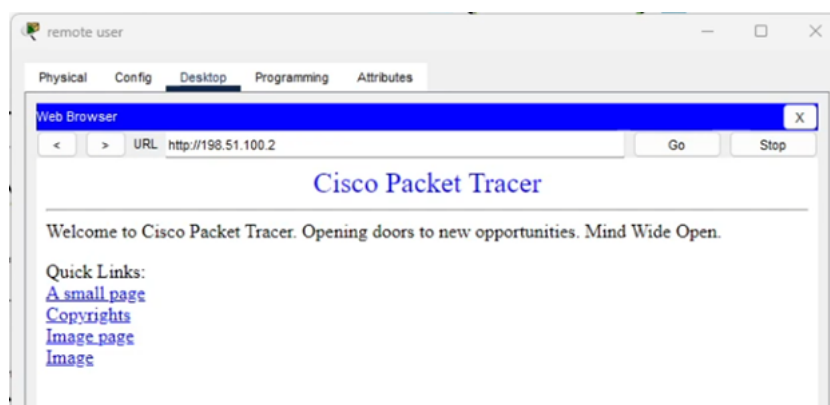 remote user
Physical Config Desktop Programming Attributes
Web Browser X
< > URL http://198.51.100.2 Go Stop
Cisco Packet Tracer
Welcome to Cisco Packet Tracer. Opening doors to new opportunities. Mind Wide Open.
Quick Links:
A small page
Copyrights
Image page
Image